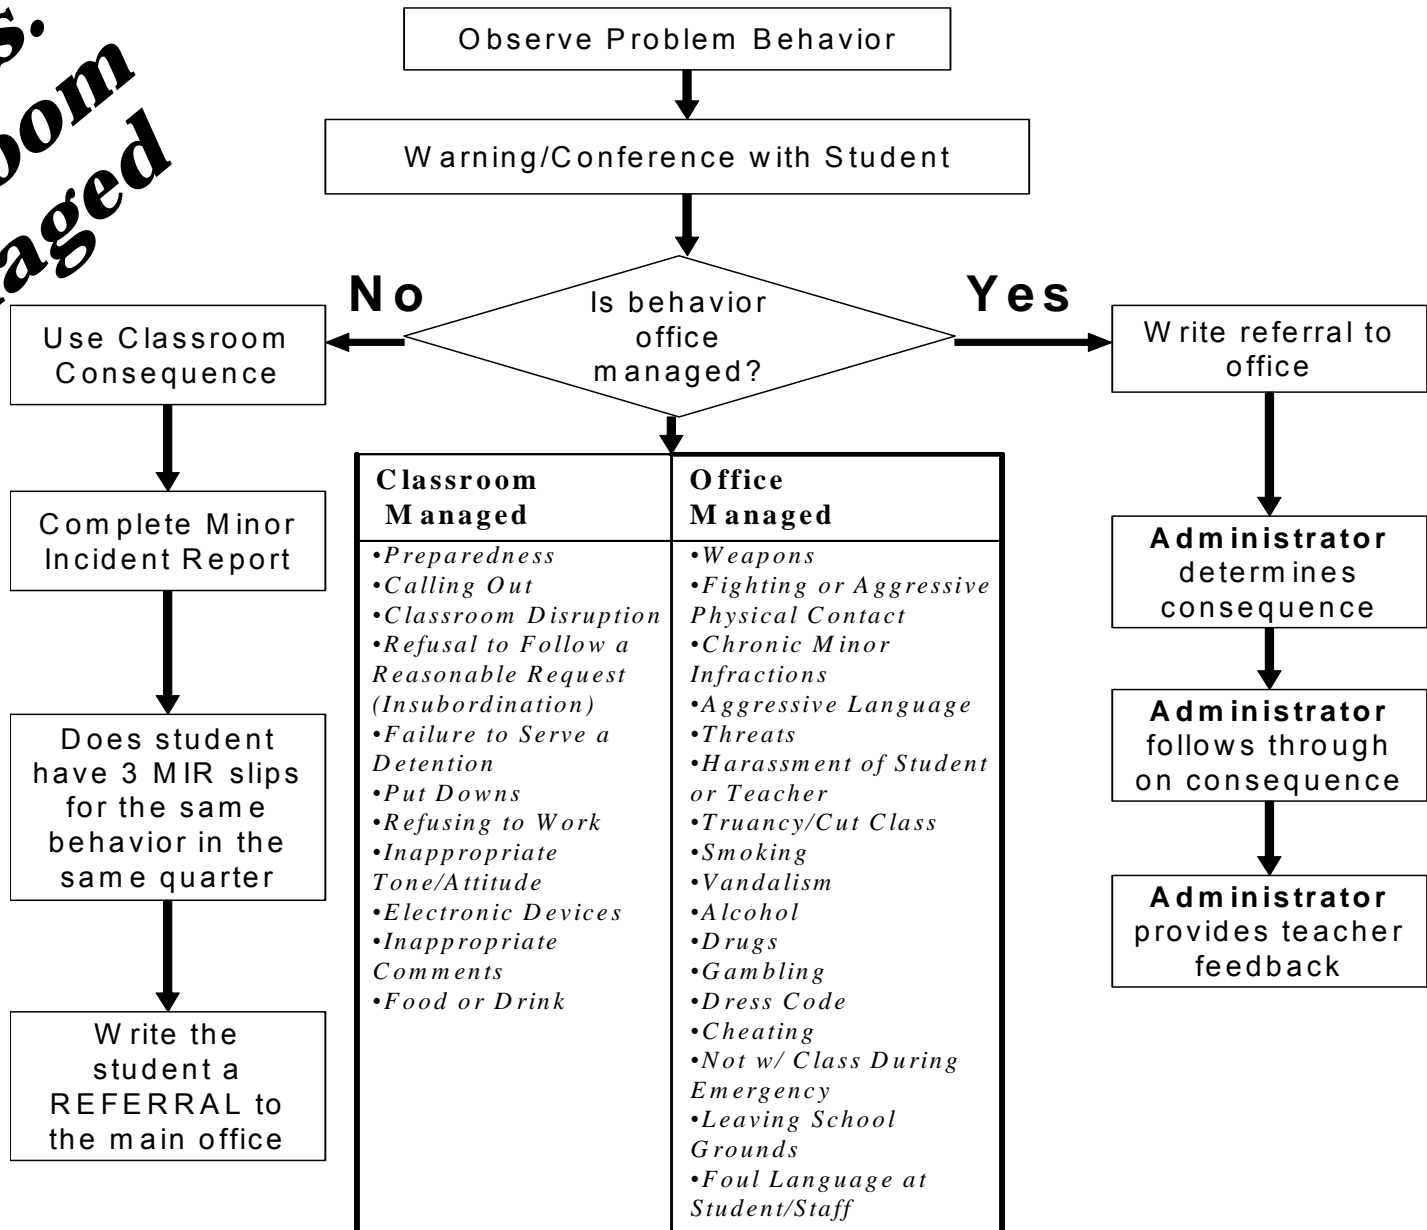 s.
oom
aged
Observe Problem Behavior
Warning/Conference with Student
No
Is behavior
office
managed?
Yes
Use Classroom
Consequence
Complete Minor
Incident Report
Does student
have 3 MIR slips
for the same
behavior in the
same quarter
Write the
student a
REFERRAL to
the main office
Classroom
Managed
•Preparedness
•Calling Out
•Classroom Disruption
•Refusal to Follow a
Reasonable Request
(Insubordination)
•Failure to Serve a
Detention
•Put Downs
•Refusing to Work
•Inappropriate
Tone/Attitude
•Electronic Devices
•Inappropriate
Comments
•Food or Drink
Office
Managed
•Weapons
•Fighting or Aggressive
Physical Contact
•Chronic Minor
Infractions
•Aggressive Language
•Threats
•Harassment of Student
or Teacher
•Truancy/Cut Class
•Smoking
•Vandalism
•Alcohol
•Drugs
•Gambling
•Dress Code
•Cheating
•Not w/ Class During
Emergency
•Leaving School
Grounds
•Foul Language at
Student/Staff
Write referral to
office
Administrator
determines
consequence
Administrator
follows through
on consequence
Administrator
provides teacher
feedback